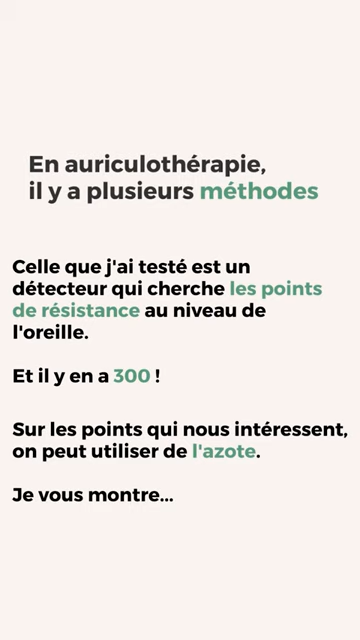 En auriculothérapie,
il y a plusieurs méthodes
Celle que j'ai testé est un
détecteur qui cherche les points
de résistance au niveau de
l'oreille.
Et il y en a 300 !
Sur les points qui nous intéressent,
on peut utiliser de l'azote.
Je vous montre...